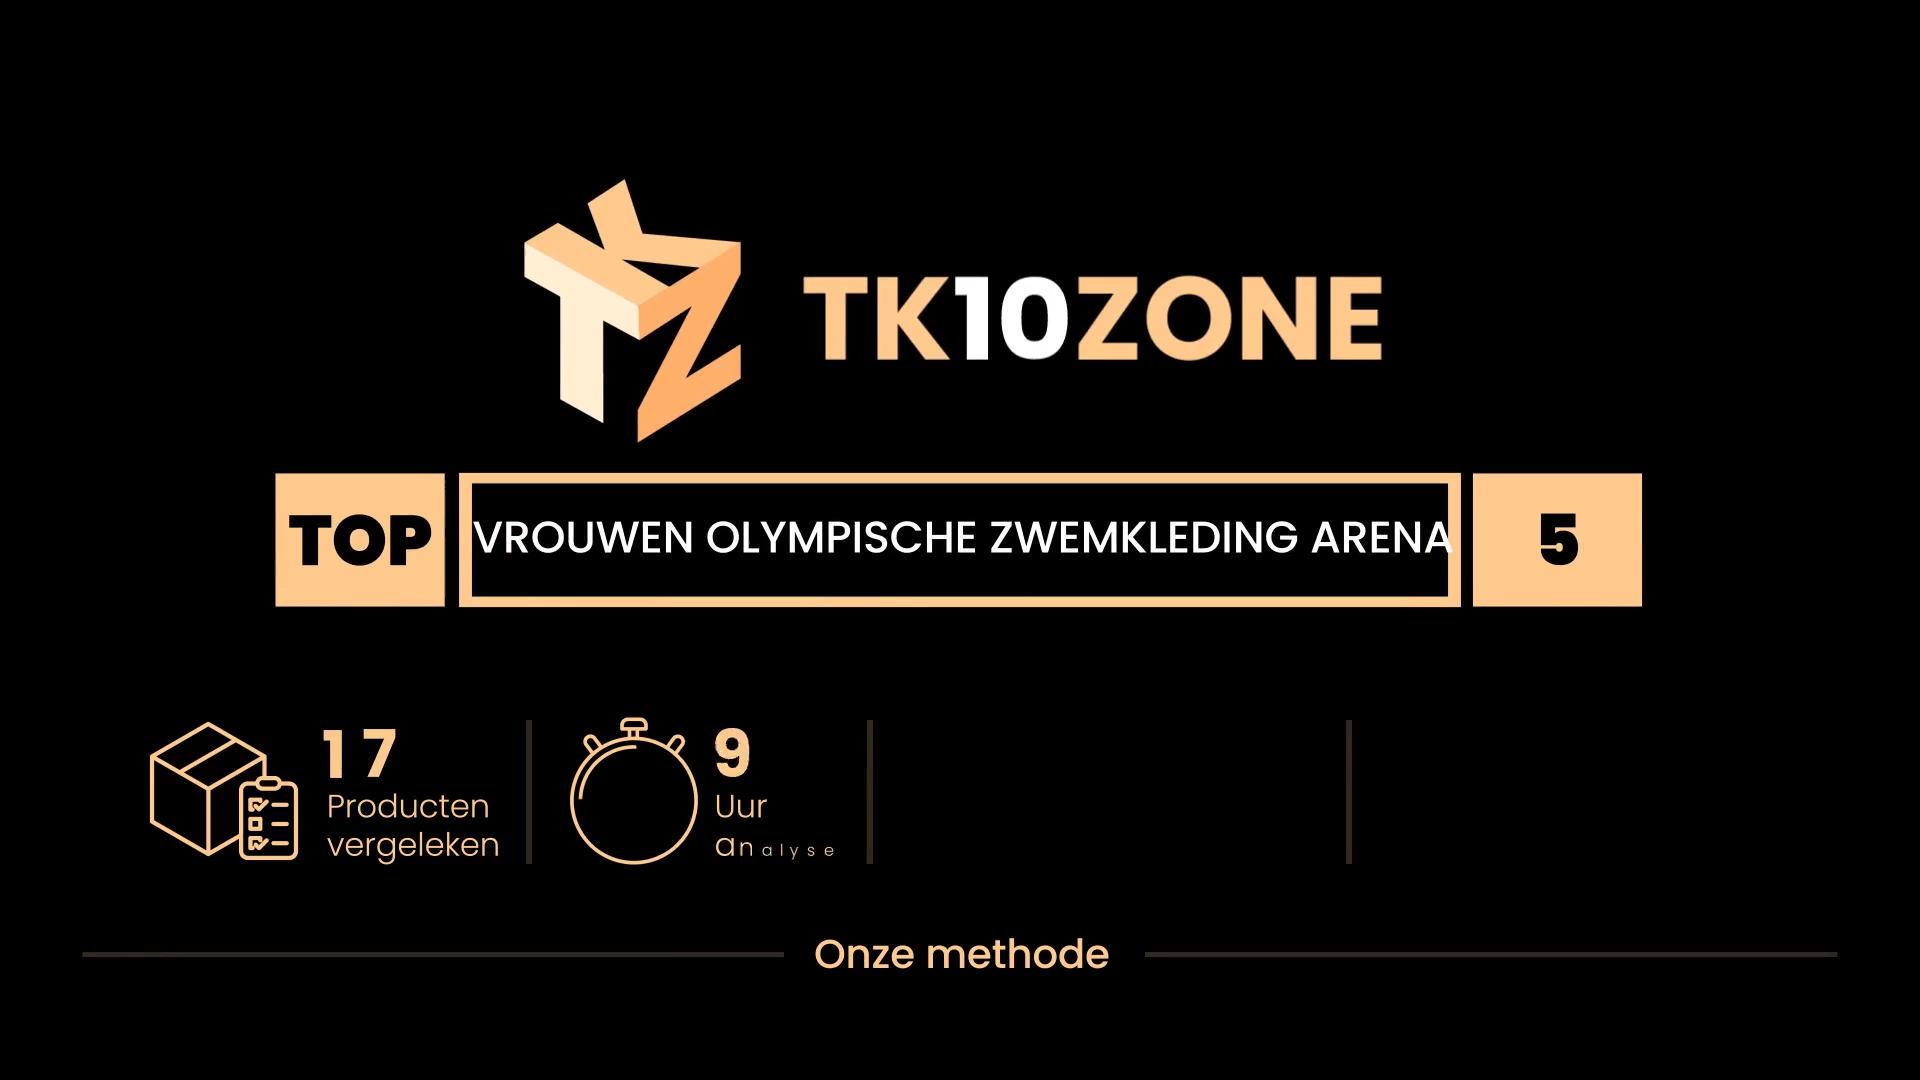 TK10ZONE
TOP
VROUWEN OLYMPISCHE ZWEMKLEDING ARENA
5
17
Producten
vergeleken
9
Uur
analyse
Onze methode